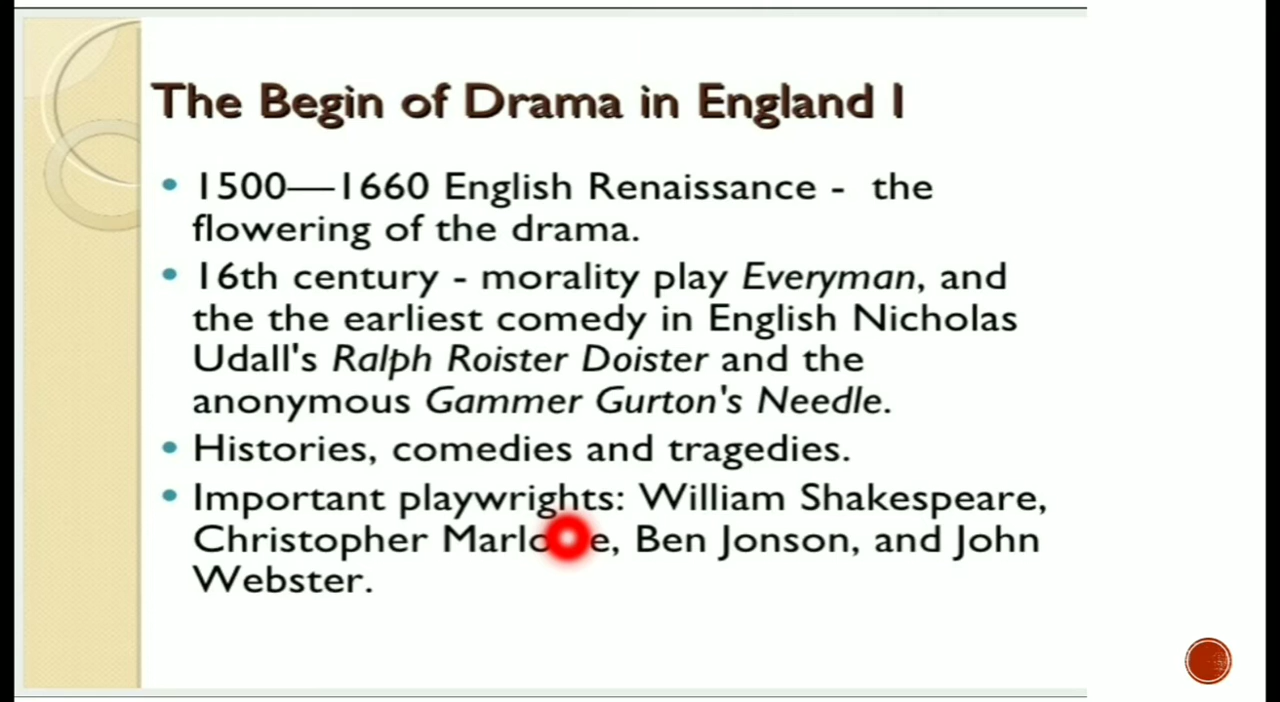 The Begin of Drama in England I
• 1500—1660 English Renaissance - the
flowering of the drama.
• 16th century - morality play Everyman, and
the the earliest comedy in English Nicholas
Udall's Ralph Roister Doister and the
anonymous Gammer Gurton's Needle.
• Histories, comedies and tragedies.
• Important playwrights: William Shakespeare,
Christopher Marlowe, Ben Jonson, and John
Webster.